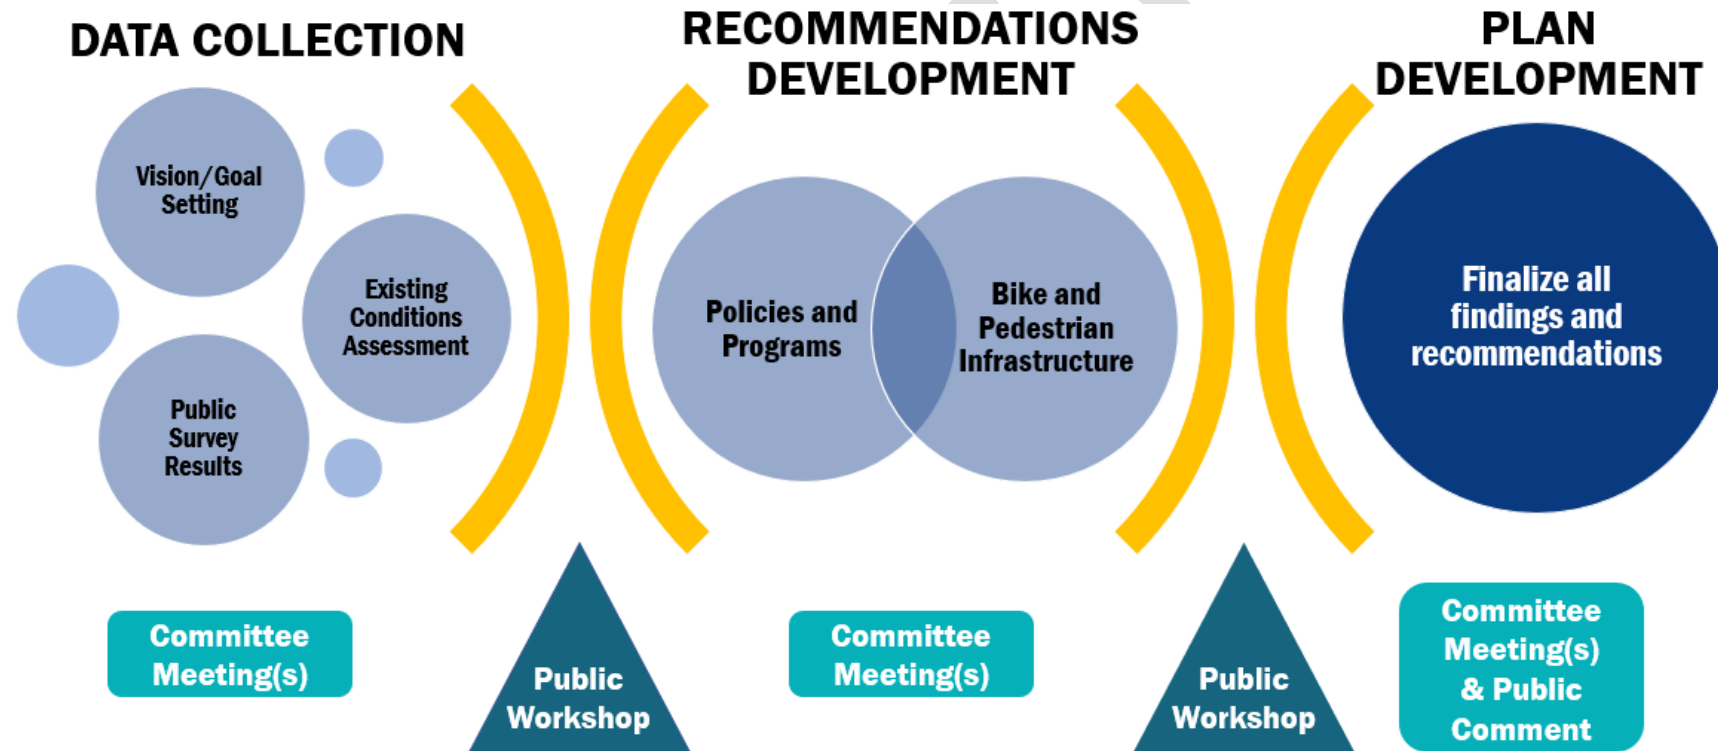 DATA COLLECTION
Vision/Goal
Setting
Existing
Conditions
Assessment
Public
Survey
Results
Committee
Meeting(s)
Public
Workshop
RECOMMENDATIONS
DEVELOPMENT
Policies and
Programs
Bike and
Pedestrian
Infrastructure
Committee
Meeting(s)
Public
Workshop
PLAN
DEVELOPMENT
Finalize all
findings and
recommendations
Committee
Meeting(s)
& Public
Comment